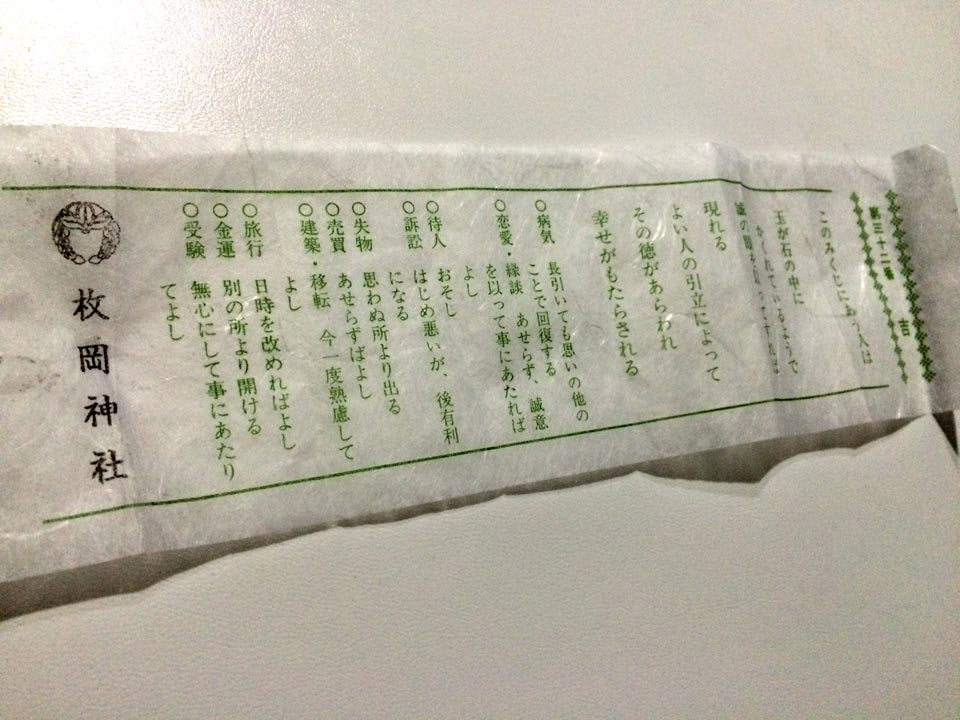 第三十二番 吉
このみくじにあう人は
玉が石の中に
かくれているようで
現れる
よい人の引立によって
その徳があらわれ
幸せがもたらされる
○病気 長引いても思いの他の
ことで回復する
○恋愛・縁談 あせらず、誠意
を以って事にあたれば
よし
○待人 おそし
○訴訟 はじめ悪いが、後有利
になる
○失物 思わぬ所より出る
○売買 あせらずばよし
○建築・移転 今一度熟慮して
よし
○旅行 日時を改めればよし
○金運 別の所より開ける
○受験 無心にして事にあたり
てよし
枚岡神社